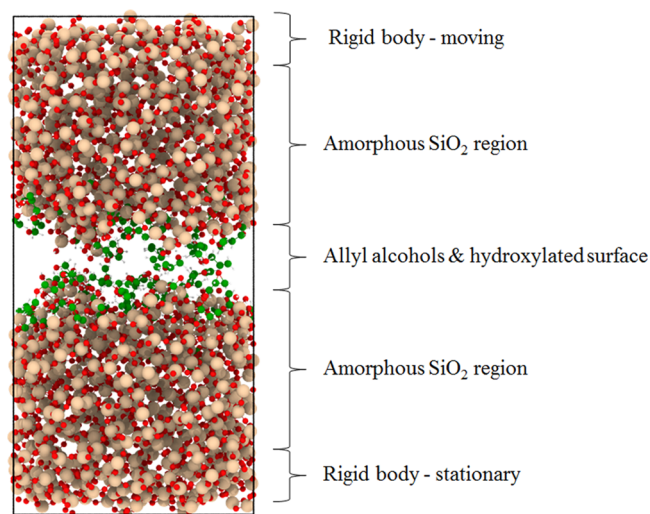 Rigid body - moving
Amorphous SiO₂ region
Allyl alcohols & hydroxylated surface
Amorphous SiO₂ region
Rigid body - stationary